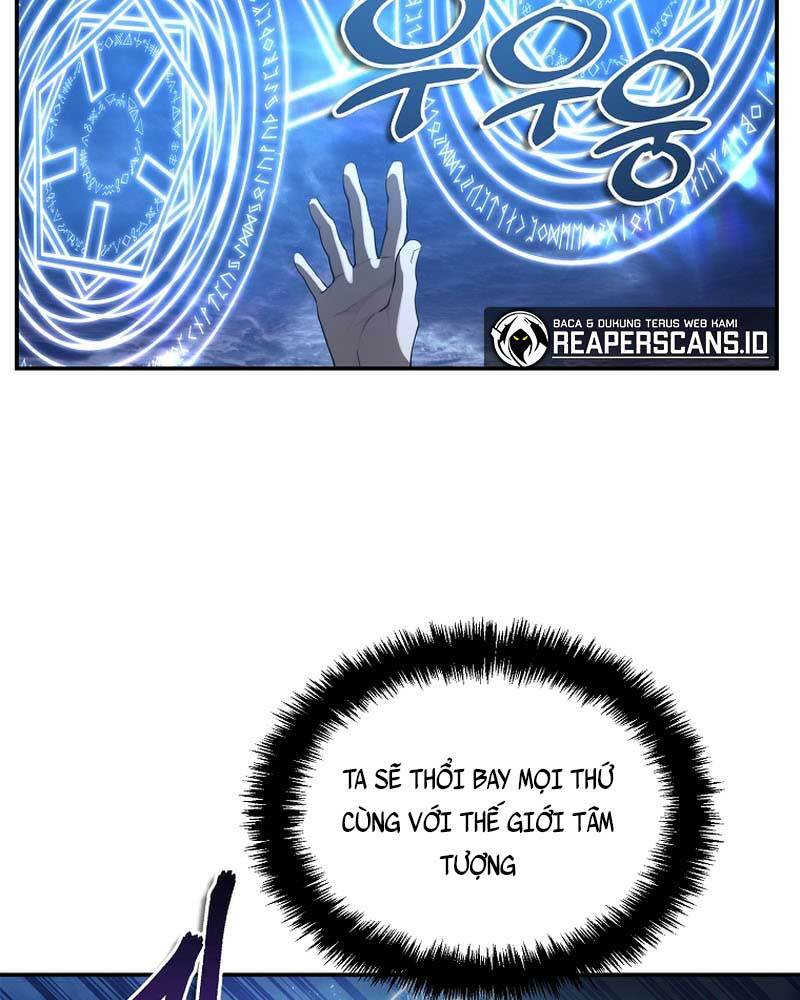 우우웅
BACA & DUKUNG TERUS WEB KAMI
REAPERSCANS.ID
TA SẼ THỔI BAY MỌI THỨ
CÙNG VỚI THẾ GIỚI TÂM
TƯỢNG